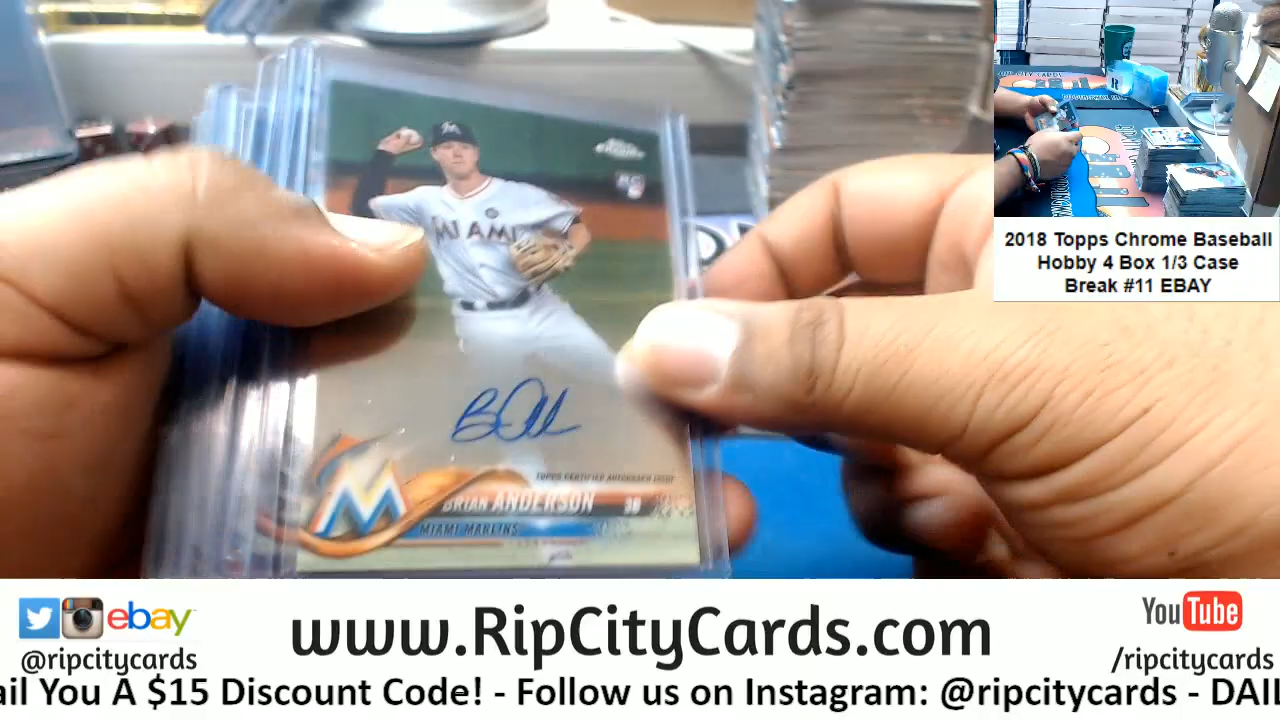 MIAMI
TOPPS CERTIFIED AUTOGRAPH ISSUE
BRIAN ANDERSON 3B
MIAMI MARLINS
2018 Topps Chrome Baseball
Hobby 4 Box 1/3 Case
Break #11 EBAY
ebay
@ripcitycards
www.RipCityCards.com
YouTube
/ripcitycards
ail You A $15 Discount Code! - Follow us on Instagram: @ripcitycards - DAIL